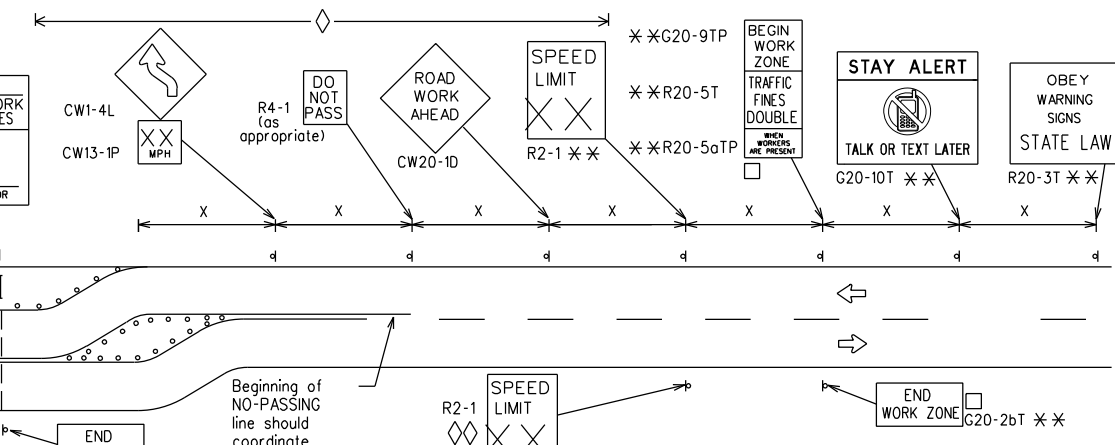 CW1-4L
XX
MPH
CW13-1P
R4-1
(as
appropriate)
DO
NOT
PASS
ROAD
WORK
AHEAD
CW20-1D
SPEED
LIMIT
X X
R2-1 **
**G20-9TP
**R20-5T
**R20-5aTP
BEGIN
WORK
ZONE
TRAFFIC
FINES
DOUBLE
WHEN
WORKERS
ARE PRESENT
STAY ALERT
TALK OR TEXT LATER
G20-10T **
OBEY
WARNING
SIGNS
STATE LAW
R20-3T **
X X X X X X X
Beginning of
NO-PASSING
line should
coordinate
R2-1
SPEED
LIMIT
X X
END
WORK ZONE
G20-2bT **
END